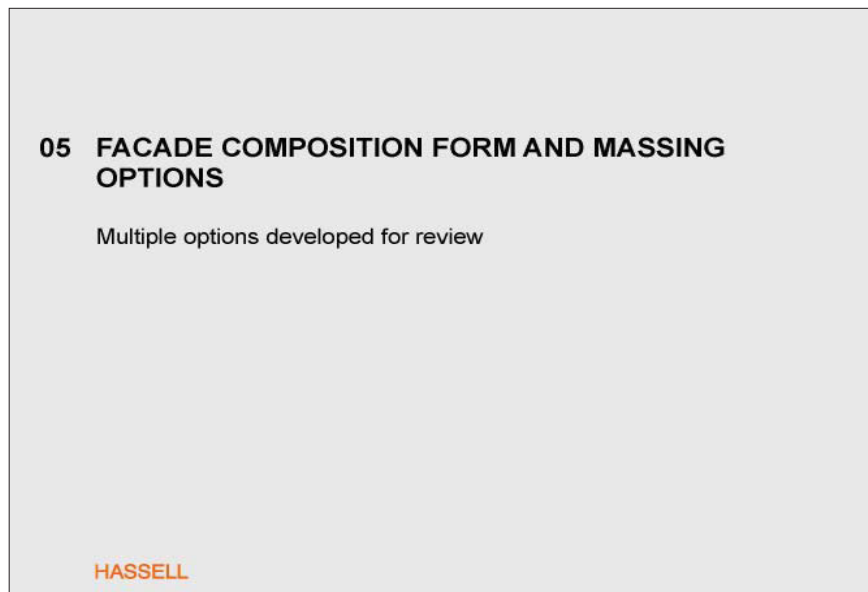 05 FACADE COMPOSITION FORM AND MASSING
OPTIONS
Multiple options developed for review
HASSELL